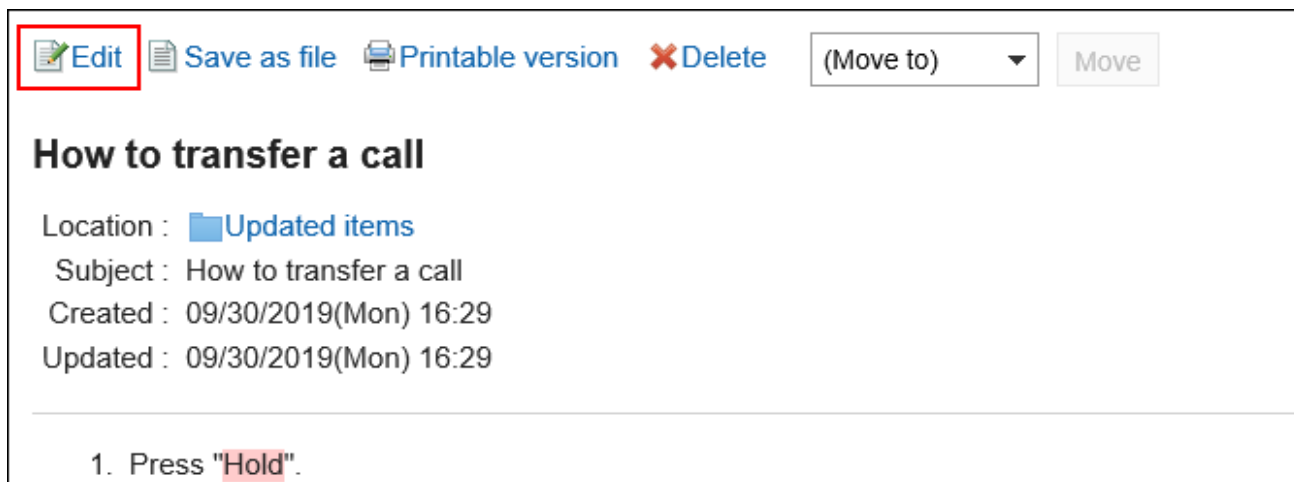 Edit Save as file Printable version Delete (Move to) Move
How to transfer a call
Location : Updated items
Subject : How to transfer a call
Created : 09/30/2019(Mon) 16:29
Updated : 09/30/2019(Mon) 16:29
1. Press "Hold".